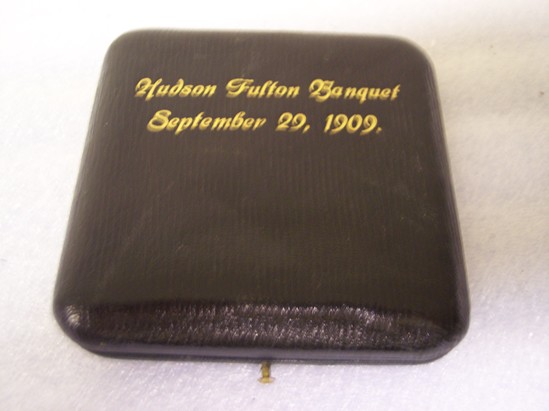 Hudson Fulton Banquet
September 29, 1909.